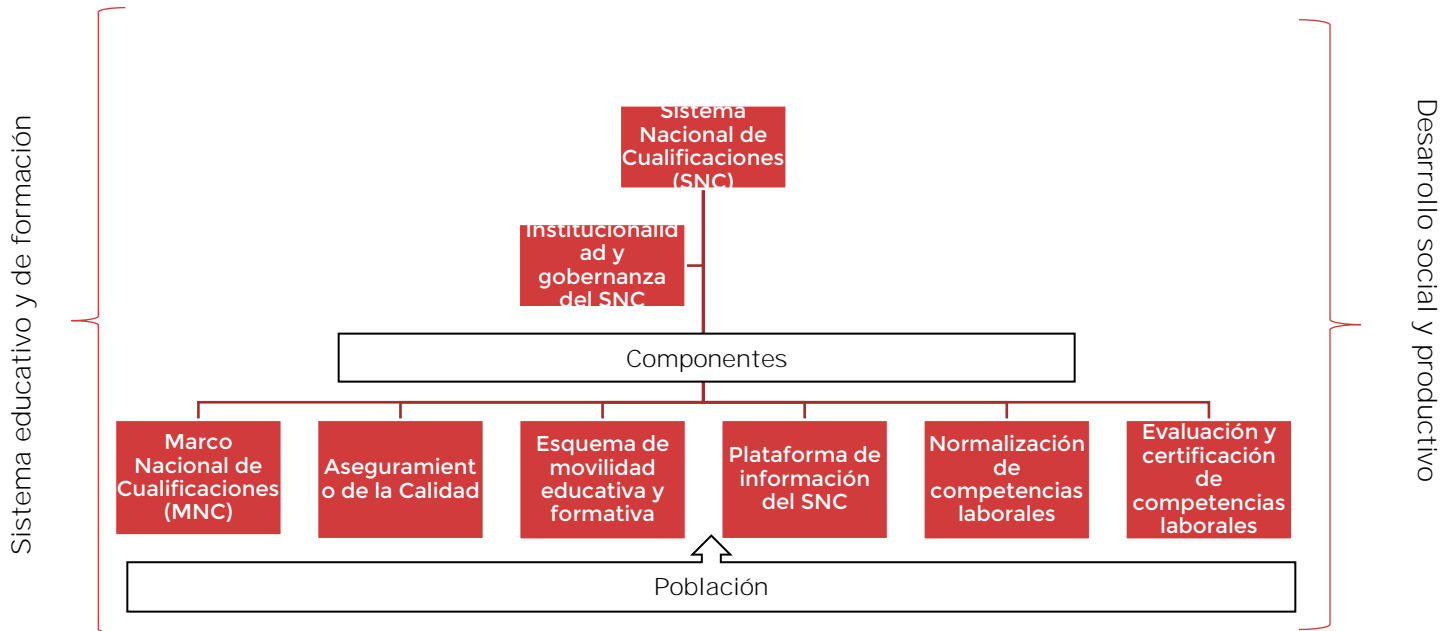 Sistema educativo y de formación
Sistema
Nacional de
Cualificaciones
(SNC)
Institucionalid
ad y
gobernanza
del SNC
Componentes
Marco
Nacional de
Cualificaciones
(MNC)
Aseguramient
o de la Calidad
Esquema de
movilidad
educativa y
formativa
Plataforma de
información
del SNC
Normalización
de
competencias
laborales
Evaluación y
certificación
de
competencias
laborales
Población
Desarrollo social y productivo